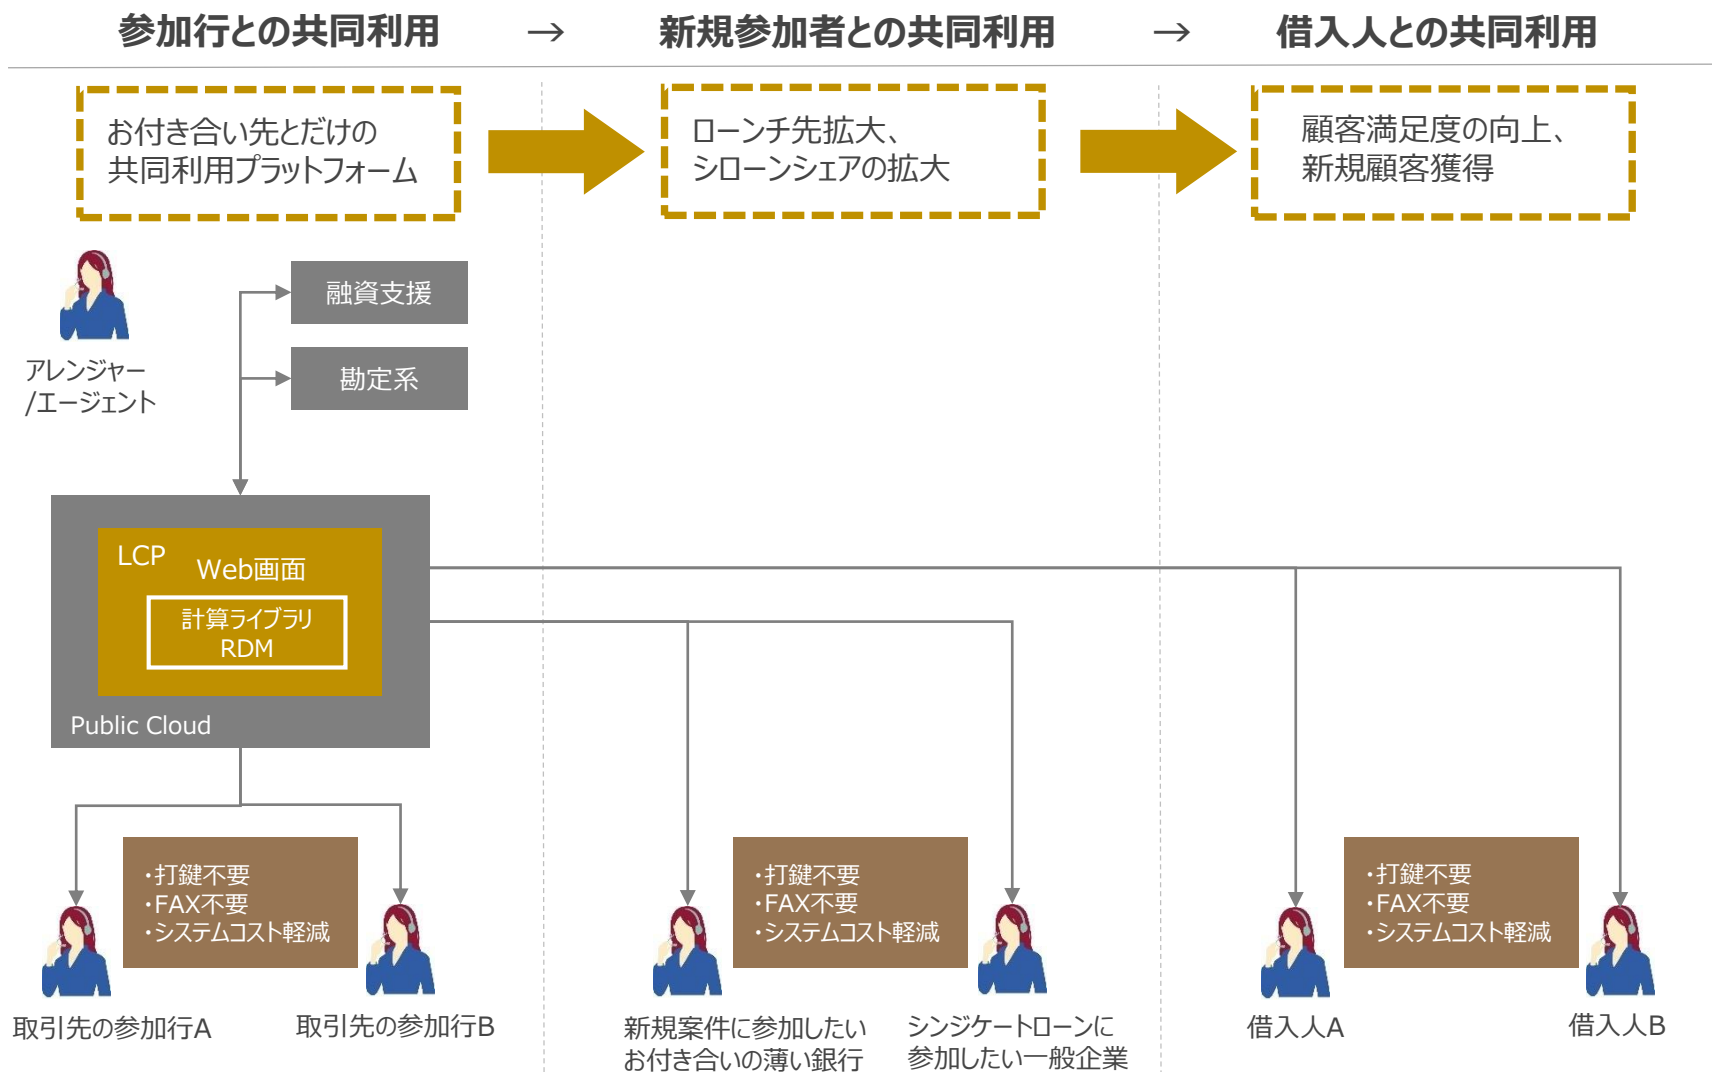 参加行との共同利用 → 新規参加者との共同利用 → 借入人との共同利用
お付き合い先とだけの
共同利用プラットフォーム
ローンチ先拡大、
シローンシェアの拡大
顧客満足度の向上、
新規顧客獲得
アレンジャー
/エージェント
融資支援
勘定系
LCP
Web画面
計算ライブラリ
RDM
Public Cloud
・打鍵不要
・FAX不要
・システムコスト軽減
・打鍵不要
・FAX不要
・システムコスト軽減
・打鍵不要
・FAX不要
・システムコスト軽減
取引先の参加行A
取引先の参加行B
新規案件に参加したい
お付き合いの薄い銀行
シンジケートローンに
参加したい一般企業
借入人A
借入人B